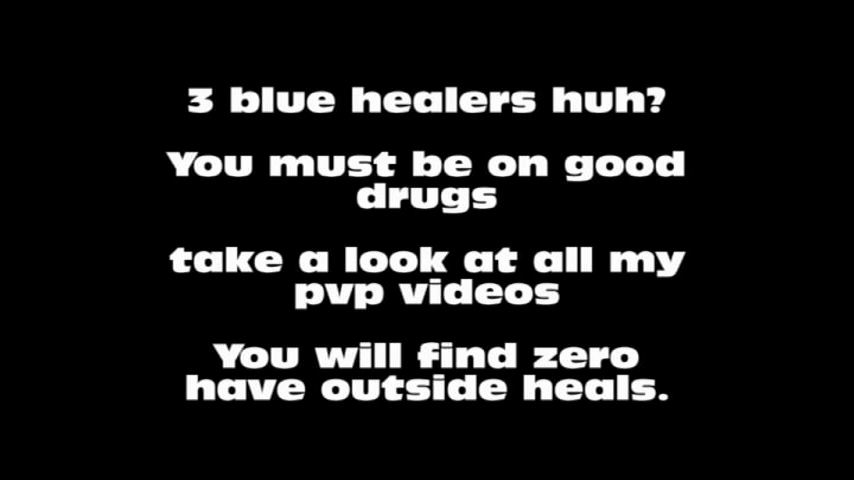 3 blue healers huh?
You must be on good
drugs
take a look at all my
pvp videos
You will find zero
have outside heals.